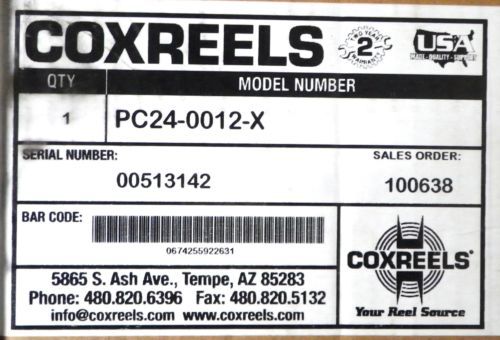 COXREELS TWO YEAR 2 WARRANTY USA
MADE - QUALITY - SUPPORT
QTY MODEL NUMBER
1 PC24-0012-X
SERIAL NUMBER: SALES ORDER:
00513142 100638
BAR CODE:
0674255922631
COXREELS®
5865 S. Ash Ave., Tempe, AZ 85283
Phone: 480.820.6396 Fax: 480.820.5132
info@coxreels.com www.coxreels.com
Your Reel Source